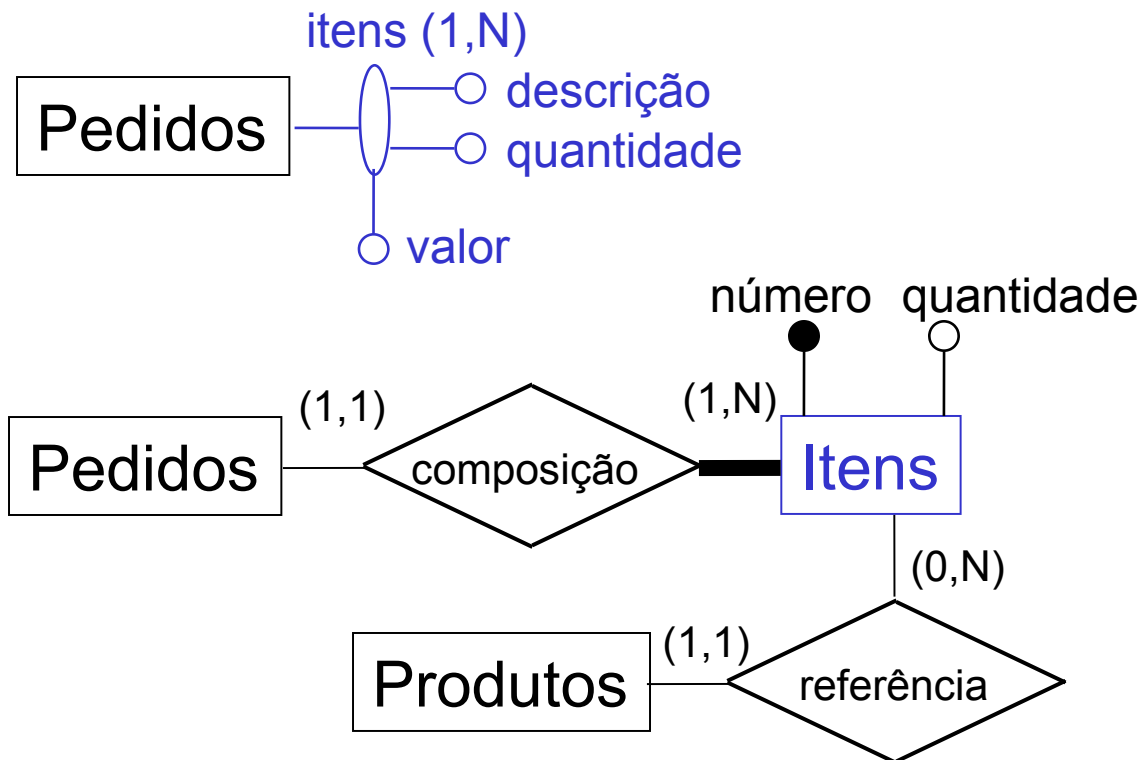 itens (1,N)
descrição
Pedidos
quantidade
valor
número quantidade
(1,1) (1,N)
Pedidos composição Itens
(0,N)
(1,1)
Produtos referência